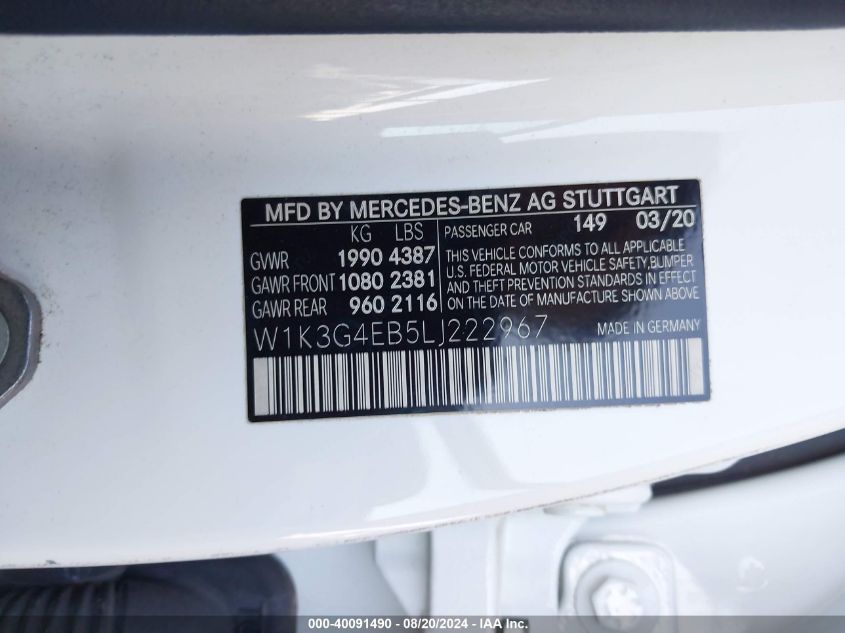 MFD BY MERCEDES-BENZ AG STUTTGART
KG LBS
GVWR 1990 4387
GAWR FRONT 1080 2381
GAWR REAR 960 2116
PASSENGER CAR 149 03/20
THIS VEHICLE CONFORMS TO ALL APPLICABLE
U.S. FEDERAL MOTOR VEHICLE SAFETY,BUMPER
AND THEFT PREVENTION STANDARDS IN EFFECT
ON THE DATE OF MANUFACTURE SHOWN ABOVE
W1K3G4EB5LJ222967 MADE IN GERMANY
000-40091490 - 08/20/2024 - IAA Inc.